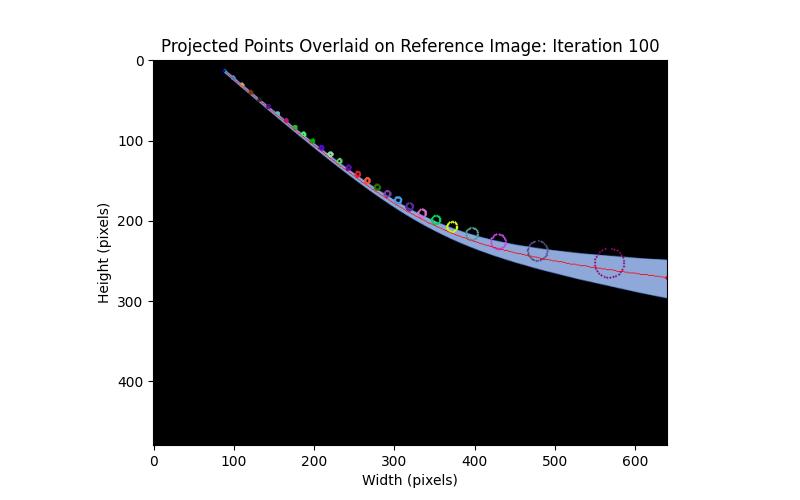 Projected Points Overlaid on Reference Image: Iteration 100
0
100
200
300
400
Height (pixels)
0 100 200 300 400 500 600
Width (pixels)